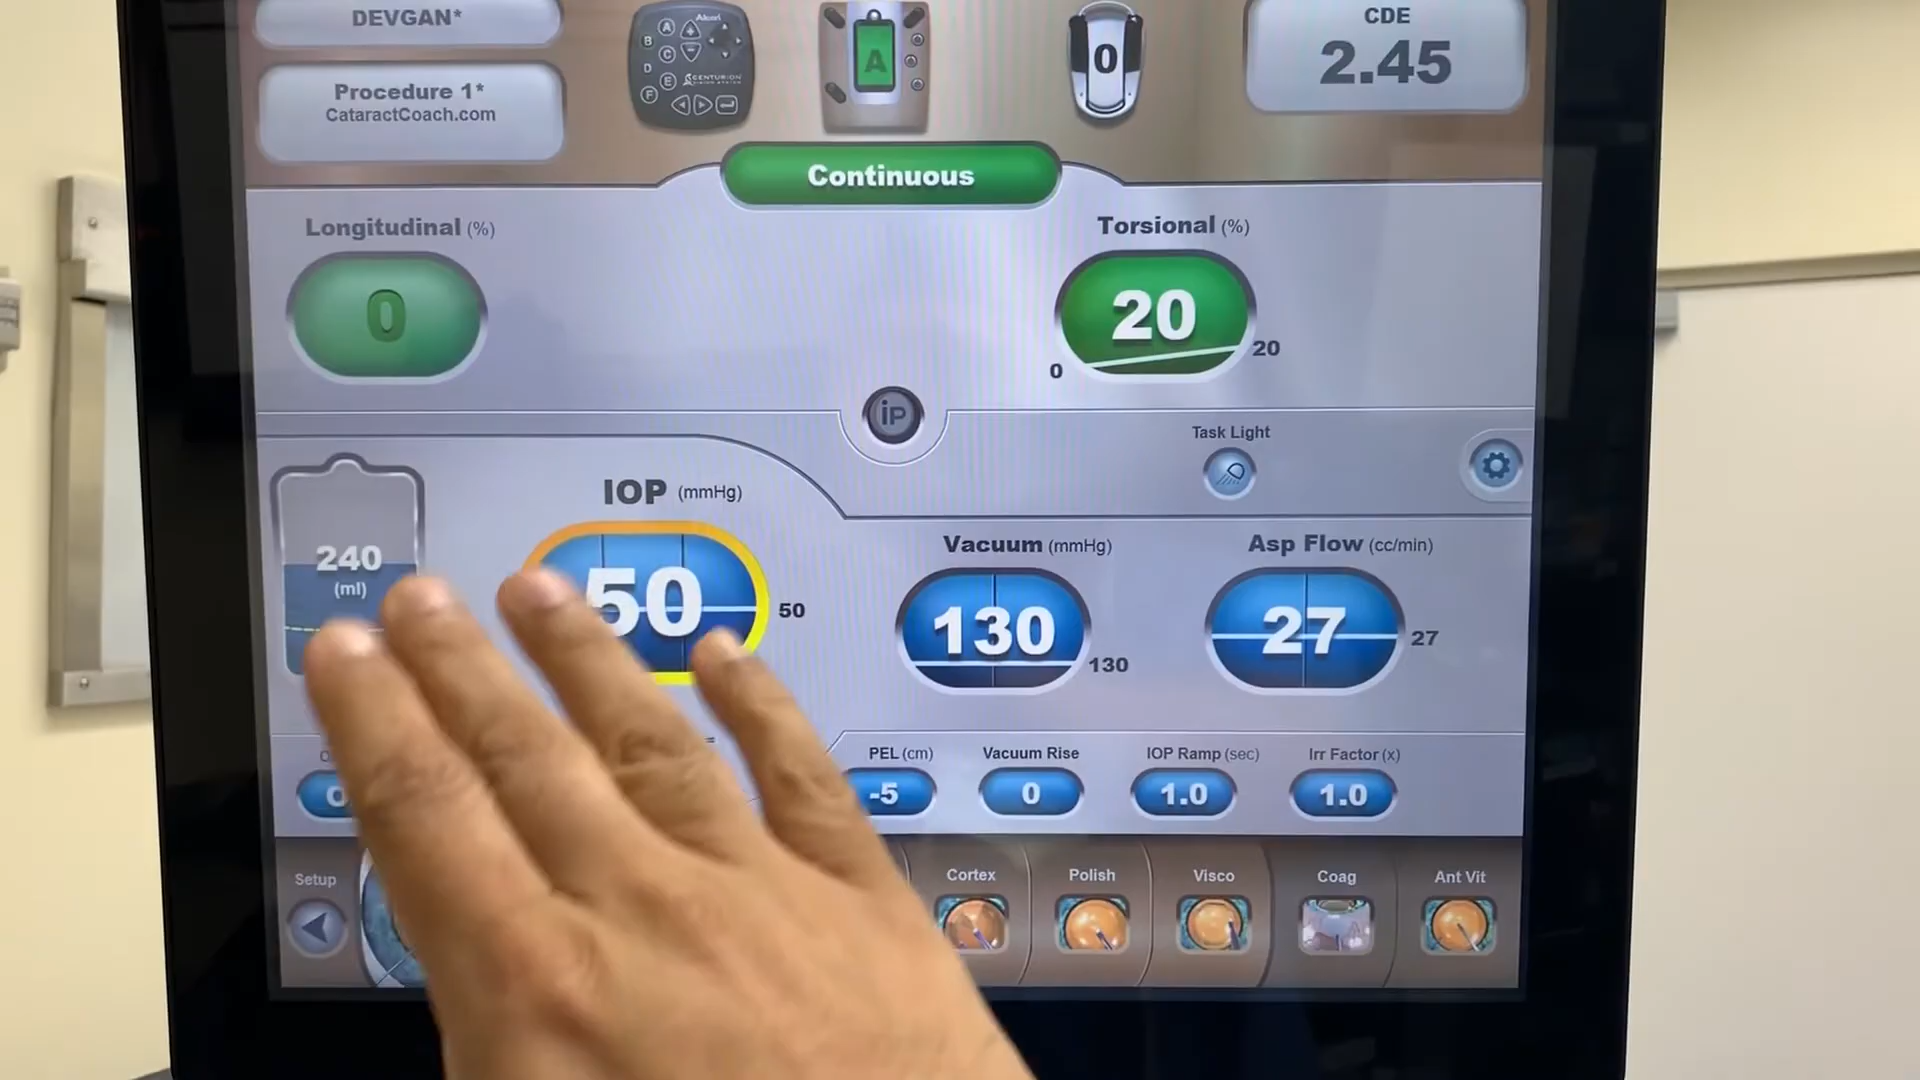 DEVGAN*
Procedure 1*
CataractCoach.com
Alcon
A
B
C
D
E
F
CENTURION
A
0
CDE
2.45
Continuous
Longitudinal (%)
0
Torsional (%)
20
0
20
iP
Task Light
240
(ml)
IOP (mmHg)
50
50
Vacuum (mmHg)
130
130
Asp Flow (cc/min)
27
27
PEL (cm)
-5
Vacuum Rise
0
IOP Ramp (sec)
1.0
Irr Factor (x)
1.0
Setup
Cortex
Polish
Visco
Coag
Ant Vit